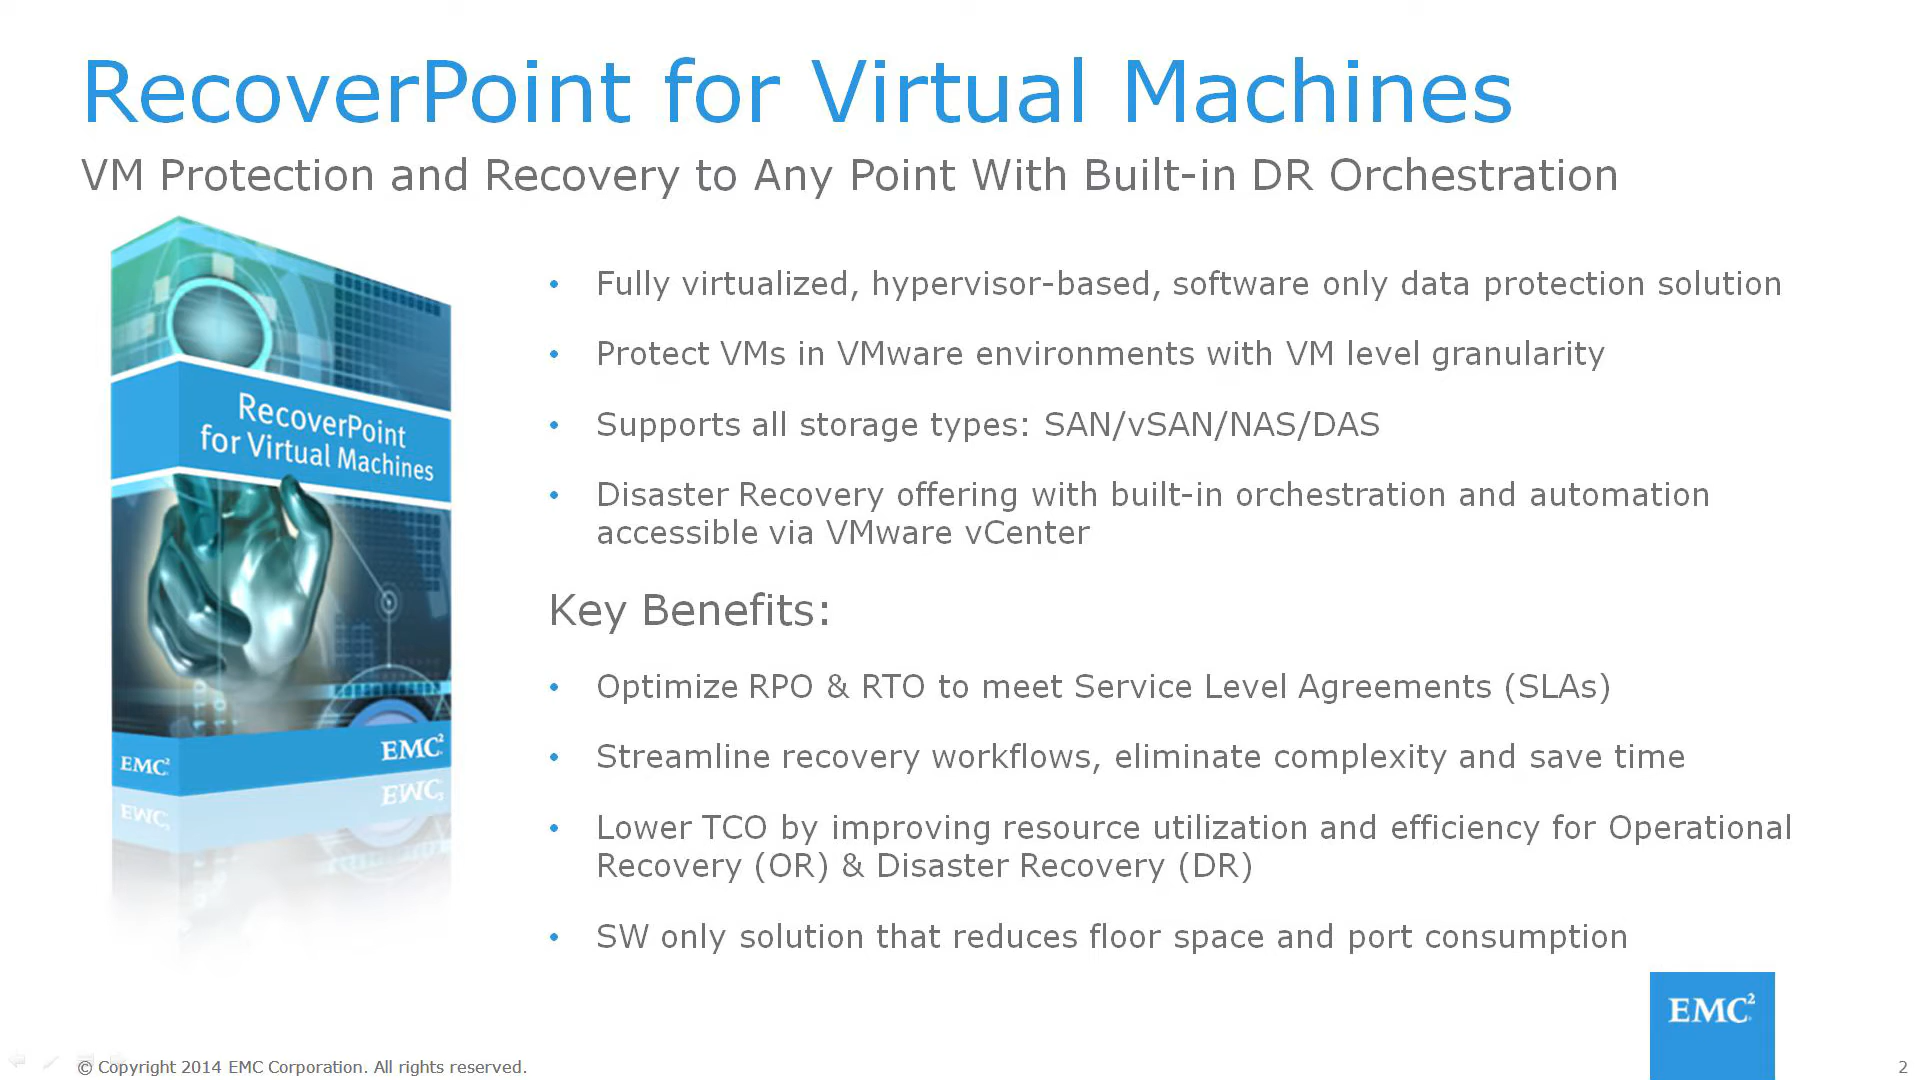 RecoverPoint for Virtual Machines
VM Protection and Recovery to Any Point With Built-in DR Orchestration
RecoverPoint
for Virtual Machines
EMC²
EMC²
• Fully virtualized, hypervisor-based, software only data protection solution
• Protect VMs in VMware environments with VM level granularity
• Supports all storage types: SAN/vSAN/NAS/DAS
• Disaster Recovery offering with built-in orchestration and automation
accessible via VMware vCenter
Key Benefits:
• Optimize RPO & RTO to meet Service Level Agreements (SLAs)
• Streamline recovery workflows, eliminate complexity and save time
• Lower TCO by improving resource utilization and efficiency for Operational
Recovery (OR) & Disaster Recovery (DR)
• SW only solution that reduces floor space and port consumption
EMC²
© Copyright 2014 EMC Corporation. All rights reserved.
2